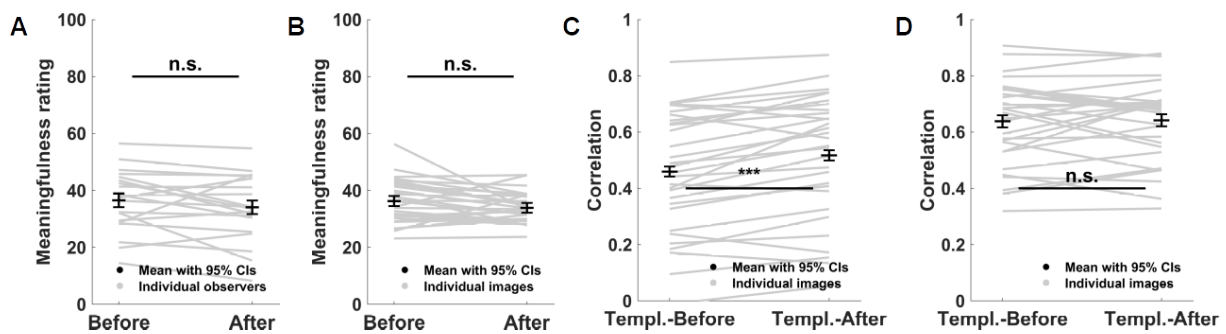 A
Meaningfulness rating
100
80
60
40
20
0
n.s.
Mean with 95% CIs
Individual observers
Before
After
B
Meaningfulness rating
100
80
60
40
20
0
n.s.
Mean with 95% CIs
Individual images
Before
After
C
Correlation
1
0.8
0.6
0.4
0.2
0
***
Mean with 95% CIs
Individual images
Templ.-Before
Templ.-After
D
Correlation
1
0.8
0.6
0.4
0.2
0
n.s.
Mean with 95% CIs
Individual images
Templ.-Before
Templ.-After